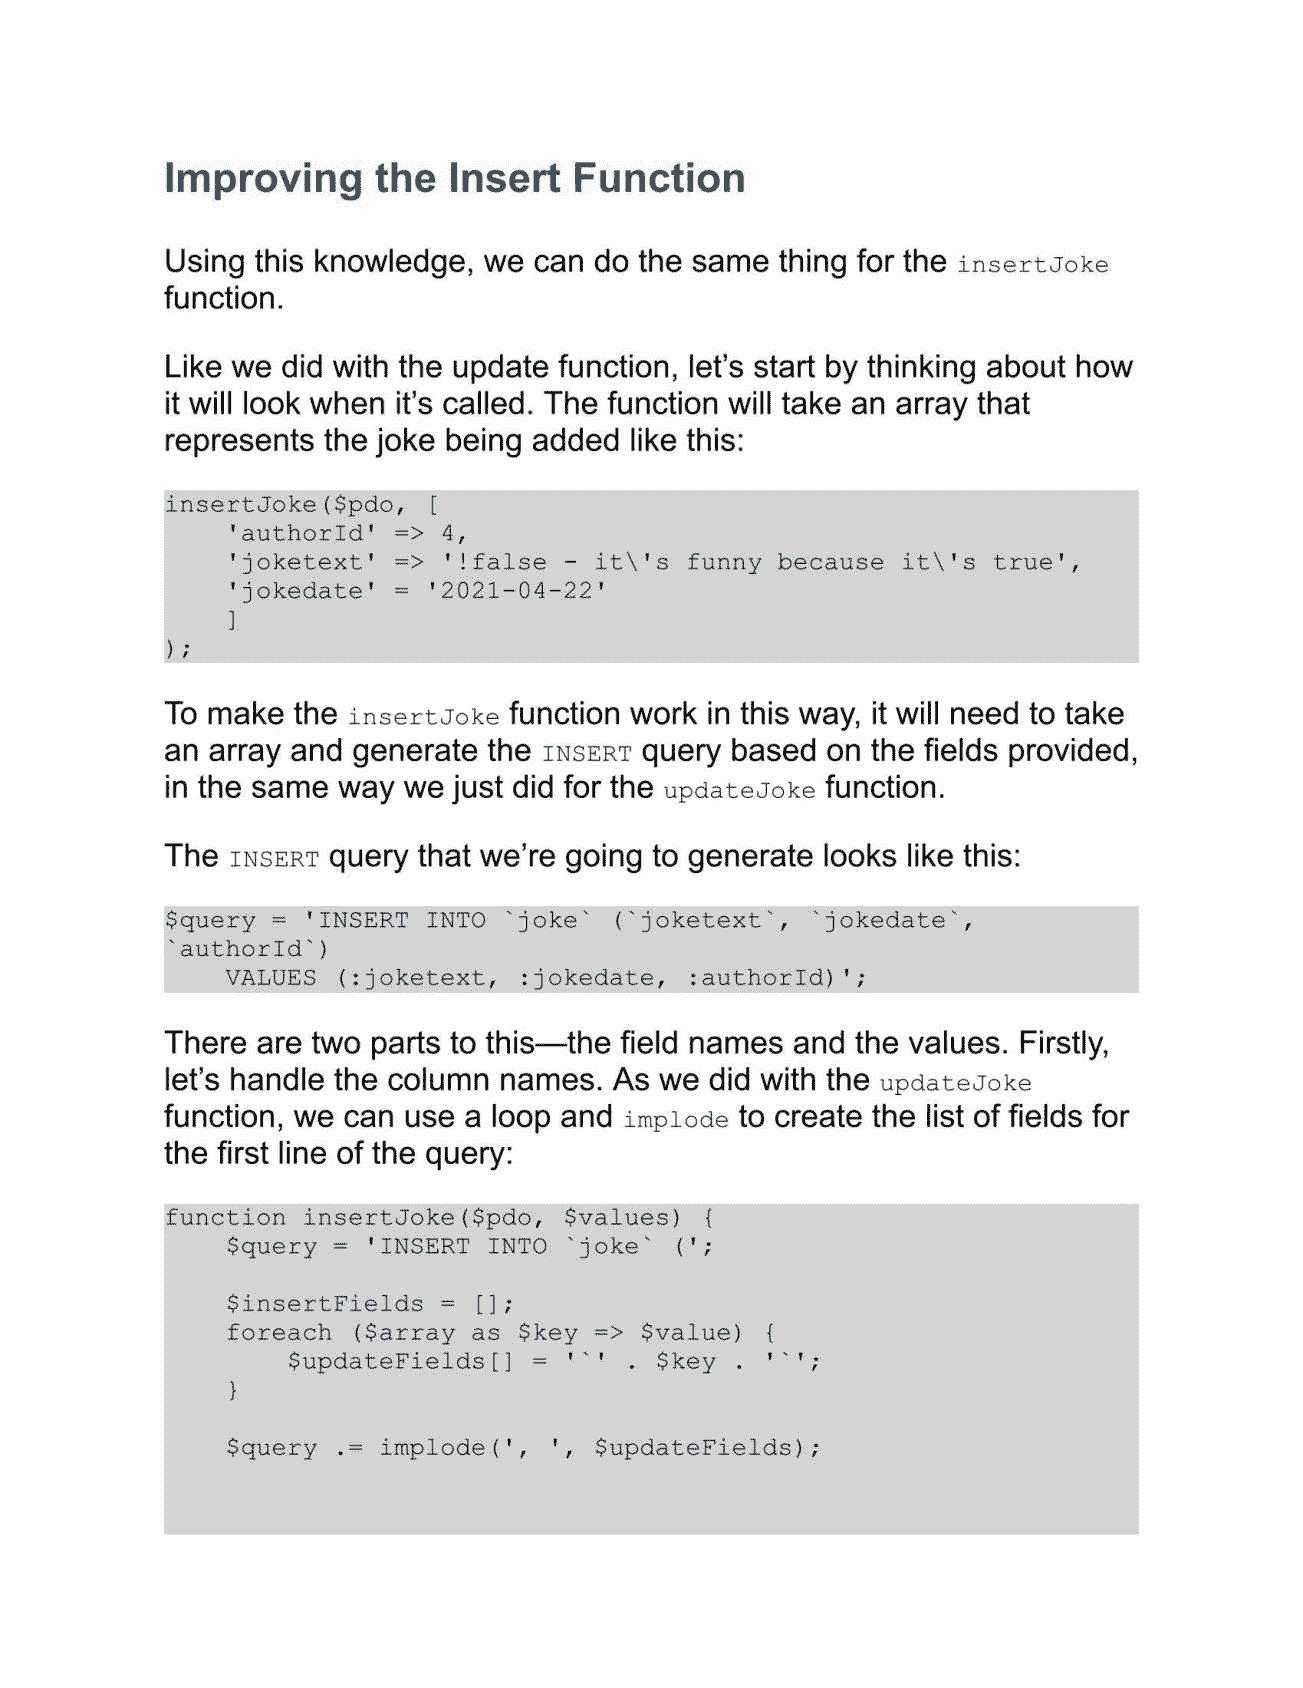 Improving the Insert Function
Using this knowledge, we can do the same thing for the insertJoke
function.
Like we did with the update function, let’s start by thinking about how
it will look when it’s called. The function will take an array that
represents the joke being added like this:
insertJoke($pdo, [
    'authorId' => 4,
    'joketext' => '!false - it\'s funny because it\'s true',
    'jokedate' = '2021-04-22'
    ]
);
To make the insertJoke function work in this way, it will need to take
an array and generate the INSERT query based on the fields provided,
in the same way we just did for the updateJoke function.
The INSERT query that we’re going to generate looks like this:
$query = 'INSERT INTO `joke` (`joketext`, `jokedate`,
`authorId`)
    VALUES (:joketext, :jokedate, :authorId)';
There are two parts to this—the field names and the values. Firstly,
let’s handle the column names. As we did with the updateJoke
function, we can use a loop and implode to create the list of fields for
the first line of the query:
function insertJoke($pdo, $values) {
    $query = 'INSERT INTO `joke` (';
    $insertFields = [];
    foreach ($array as $key => $value) {
        $updateFields[] = '`' . $key . '`';
    }
    $query .= implode(', ', $updateFields);